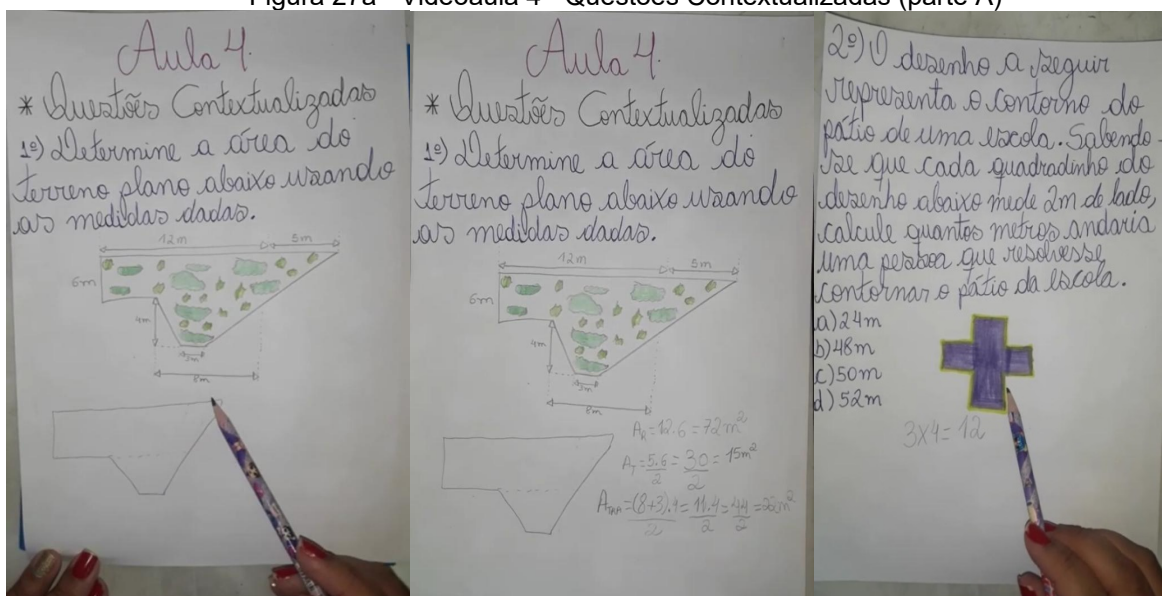 Figura 27a - Videoaula 4 - Questões Contextualizadas (parte A)
Aula 4.
* Questões Contextualizadas
1º) Determine a área do
terreno plano abaixo usando
as medidas dadas.
12m 5m
6m
4m
8m
Aula 4.
* Questões Contextualizadas
1º) Determine a área do
terreno plano abaixo usando
as medidas dadas.
12m 5m
6m
4m
8m
A = 12.6 = 72m²
A = 5.6 = 30 = 15m²
2 2
= (8+3).4 = 11.4 = 44 = 22m²
2 2 2
2º) O desenho a seguir
representa o contorno do
pátio de uma escola. Sabendo-
se que cada quadradinho do
desenho abaixo mede 2m de lado,
calcule quantos metros andaria
uma pessoa que resolvesse
contornar o pátio da escola.
a) 24m
b) 48m
c) 50m
d) 52m
3x4=12